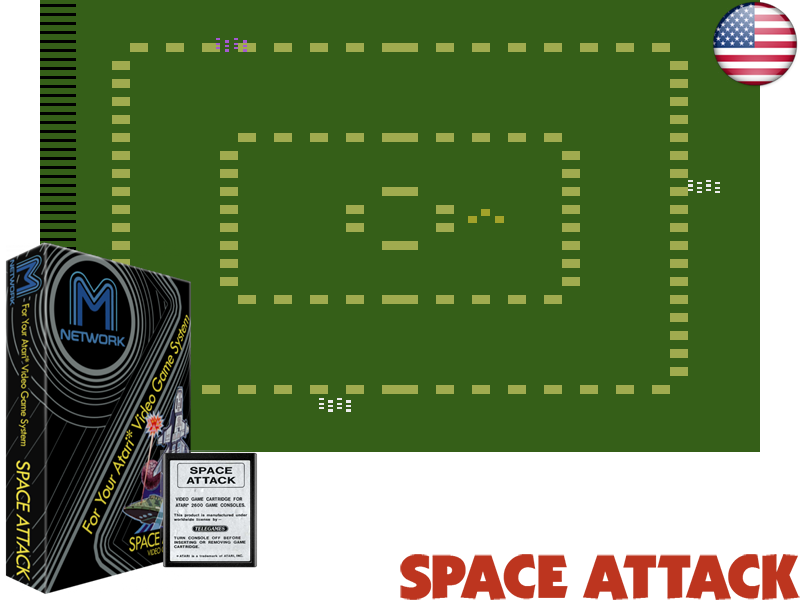 M
NETWORK
For Your Atari® Video Game System
SPACE ATTACK
M
NETWORK
For Your Atari® Video Game System
SPACE
VIDEO
SPACE
ATTACK
VIDEO GAME CARTRIDGE FOR
ATARI® 2600 GAME CONSOLES.
This product is manufactured under
worldwide license by—
TELEGAMES
TURN CONSOLE OFF BEFORE
INSERTING OR REMOVING GAME
CARTRIDGE.
® ATARI is a trademark of ATARI, INC.
SPACE ATTACK